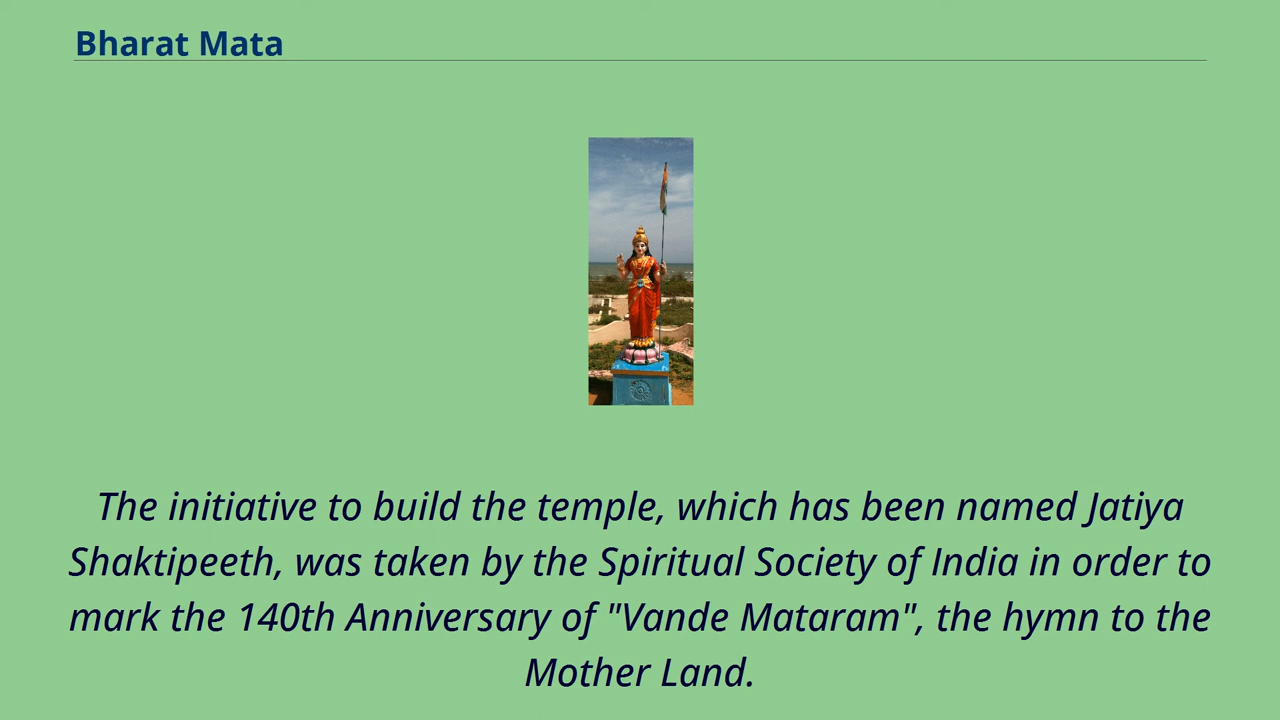 Bharat Mata
The initiative to build the temple, which has been named Jatiya
Shaktipeeth, was taken by the Spiritual Society of India in order to
mark the 140th Anniversary of "Vande Mataram", the hymn to the
Mother Land.